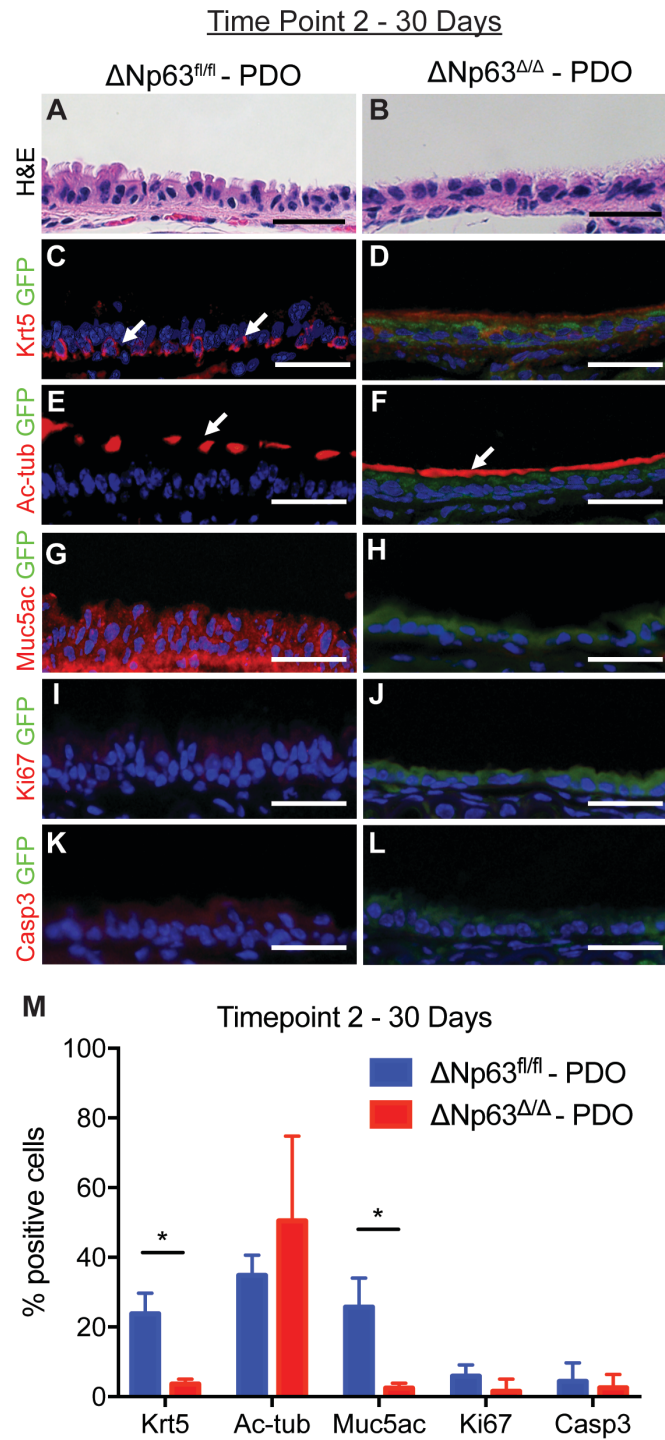 Time Point 2 - 30 Days
ΔNp63fl/fl - PDO
ΔNp63Δ/Δ - PDO
H&E
A
B
Krt5 GFP
C
D
Ac-tub GFP
E
F
Muc5ac GFP
G
H
Ki67 GFP
I
J
Casp3 GFP
K
L
M
Timepoint 2 - 30 Days
% positive cells
100
80
60
40
20
0
ΔNp63fl/fl - PDO
ΔNp63Δ/Δ - PDO
*
*
Krt5 Ac-tub Muc5ac Ki67 Casp3